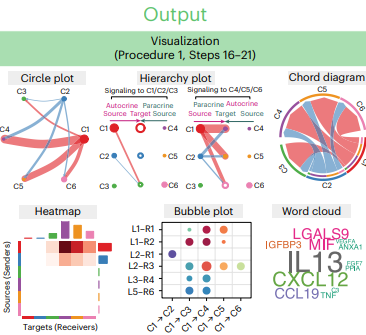 Output
Visualization
(Procedure 1, Steps 16–21)
Circle plot
Hierarchy plot
Chord diagram
Signaling to C1/C2/C3
Signaling to C4/C5/C6
Autocrine Paracrine
Source Target Source
Paracrine Autocrine
Source Target Source
C3 C2
C4 C1
C5 C6
C1 C4
C2 C5
C3 C6
C1 C4
C2 C5
C3 C6
C5
C4 C6
C3 C1
C2
Heatmap
Bubble plot
Word cloud
Sources (Senders)
Targets (Receivers)
L1–R1
L1–R2
L2–R1
L2–R3
L3–R4
L5–R6
C1 → C2
C1 → C3
C1 → C4
C1 → C5
C1 → C6
LGALS9
IGFBP3 MIF VEGFA
ANXA1
IL13 FGF7
PPIA
CXCL12
CCL19 TNF